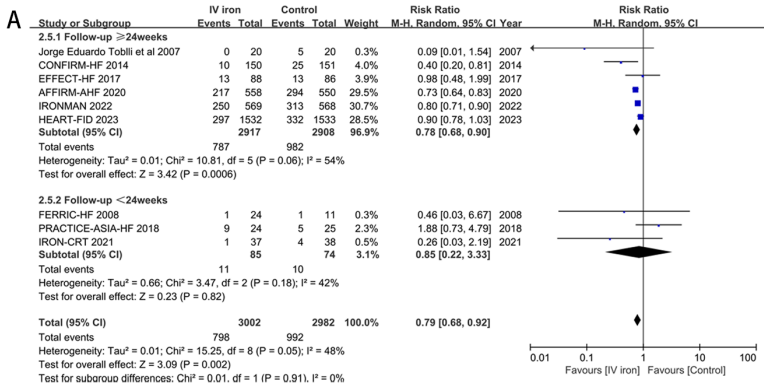 A
IV iron Control Risk Ratio Risk Ratio
Study or Subgroup Events Total Events Total Weight M-H. Random. 95% CI Year M-H. Random. 95% CI
2.5.1 Follow-up ≥24weeks
Jorge Eduardo Toblli et al 2007 0 20 5 20 0.3% 0.09 [0.01, 1.54] 2007
CONFIRM-HF 2014 10 150 25 151 4.0% 0.40 [0.20, 0.81] 2014
EFFECT-HF 2017 13 88 13 86 4.0% 0.98 [0.48, 1.99] 2017
AFFIRM-AHF 2020 217 558 294 550 29.5% 0.73 [0.64, 0.83] 2020
IRONMAN 2022 250 569 313 568 30.7% 0.80 [0.71, 0.90] 2022
HEART-FID 2023 297 1532 332 1533 28.5% 0.90 [0.78, 1.03] 2023
Subtotal (95% CI) 2917 2908 96.9% 0.78 [0.68, 0.90]
Total events 787 982
Heterogeneity: Tau² = 0.01; Chi² = 10.81, df = 5 (P = 0.06); I² = 54%
Test for overall effect: Z = 3.42 (P = 0.0006)
2.5.2 Follow-up <24weeks
FERRIC-HF 2008 1 24 1 11 0.3% 0.46 [0.03, 6.67] 2008
PRACTICE-ASIA-HF 2018 9 24 5 25 2.3% 1.88 [0.73, 4.79] 2018
IRON-CRT 2021 1 37 4 38 0.5% 0.26 [0.03, 2.19] 2021
Subtotal (95% CI) 85 74 3.1% 0.85 [0.22, 3.33]
Total events 11 10
Heterogeneity: Tau² = 0.66; Chi² = 3.47, df = 2 (P = 0.18); I² = 42%
Test for overall effect: Z = 0.23 (P = 0.82)
Total (95% CI) 3002 2982 100.0% 0.79 [0.68, 0.92]
Total events 798 992
Heterogeneity: Tau² = 0.01; Chi² = 15.25, df = 8 (P = 0.05); I² = 48%
Test for overall effect: Z = 3.09 (P = 0.002)
Test for subgroup differences: Chi² = 0.01, df = 1 (P = 0.91), I² = 0%
0.01 0.1 1 10 100
Favours [IV iron] Favours [Control]